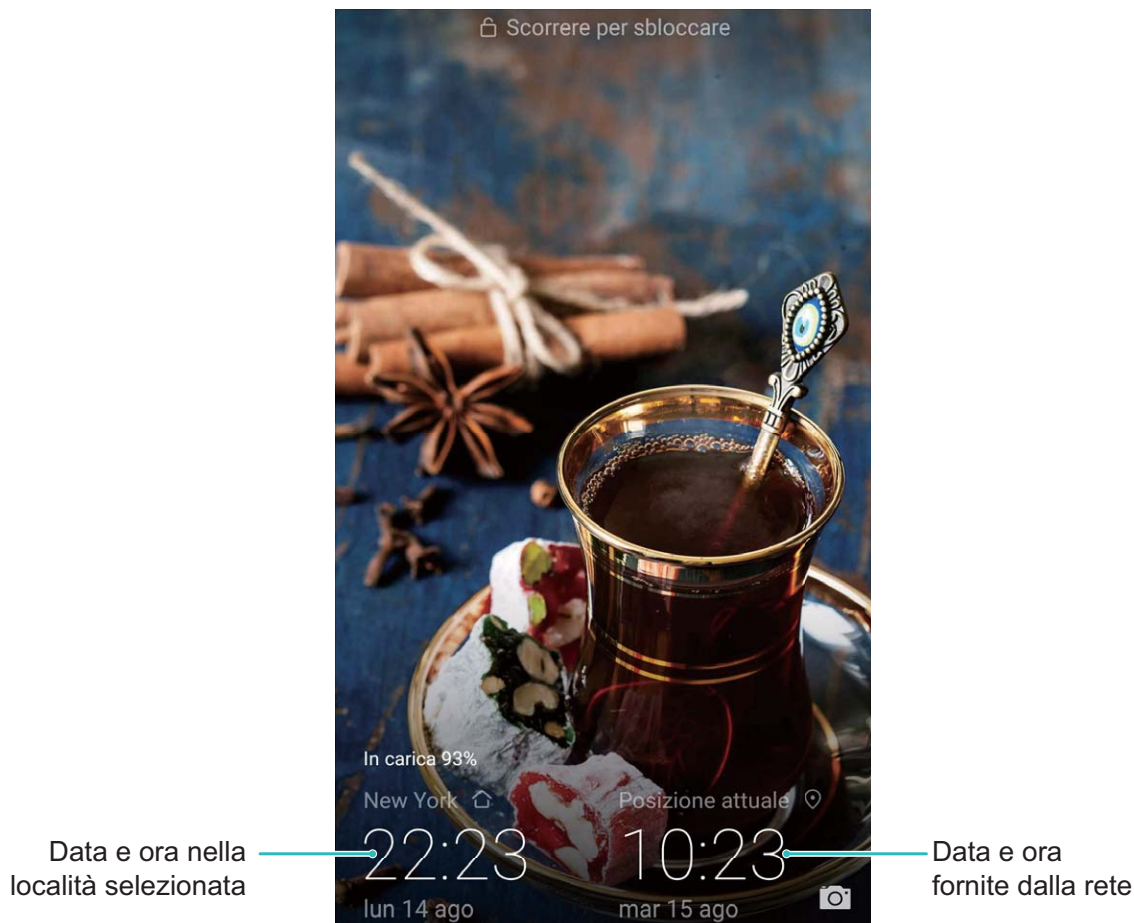 Scorrere per sbloccare
In carica 93%
New York
Posizione attuale
22:23
10:23
lun 14 ago
mar 15 ago
Data e ora nella
località selezionata
Data e ora
fornite dalla rete